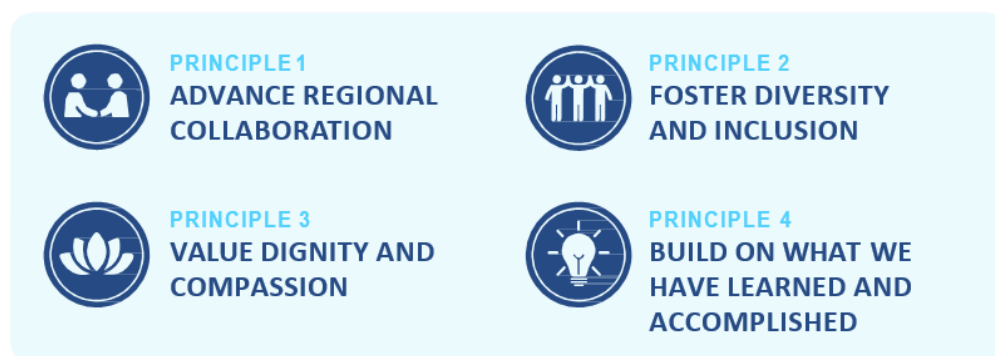 PRINCIPLE 1
ADVANCE REGIONAL
COLLABORATION
PRINCIPLE 2
FOSTER DIVERSITY
AND INCLUSION
PRINCIPLE 3
VALUE DIGNITY AND
COMPASSION
PRINCIPLE 4
BUILD ON WHAT WE
HAVE LEARNED AND
ACCOMPLISHED